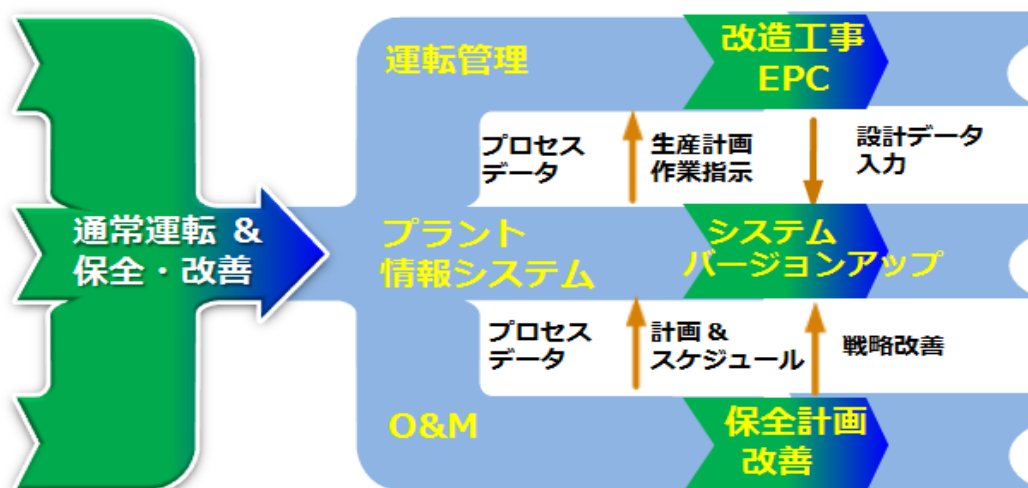 運転管理
改造工事
EPC
プロセス
データ
生産計画
作業指示
設計データ
入力
通常運転 &
保全・改善
プラント
情報システム
システム
バージョンアップ
プロセス
データ
計画 &
スケジュール
戦略改善
O&M
保全計画
改善